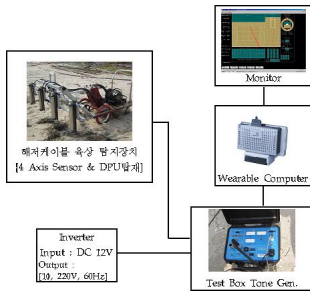 Monitor
해저케이블 육상 탐지장치
[4 Axis Sensor & DPU탑재]
Wearable Computer
Inverter
Input : DC 12V
Output :
[1Θ, 220V, 60Hz]
Test Box Tone Gen.